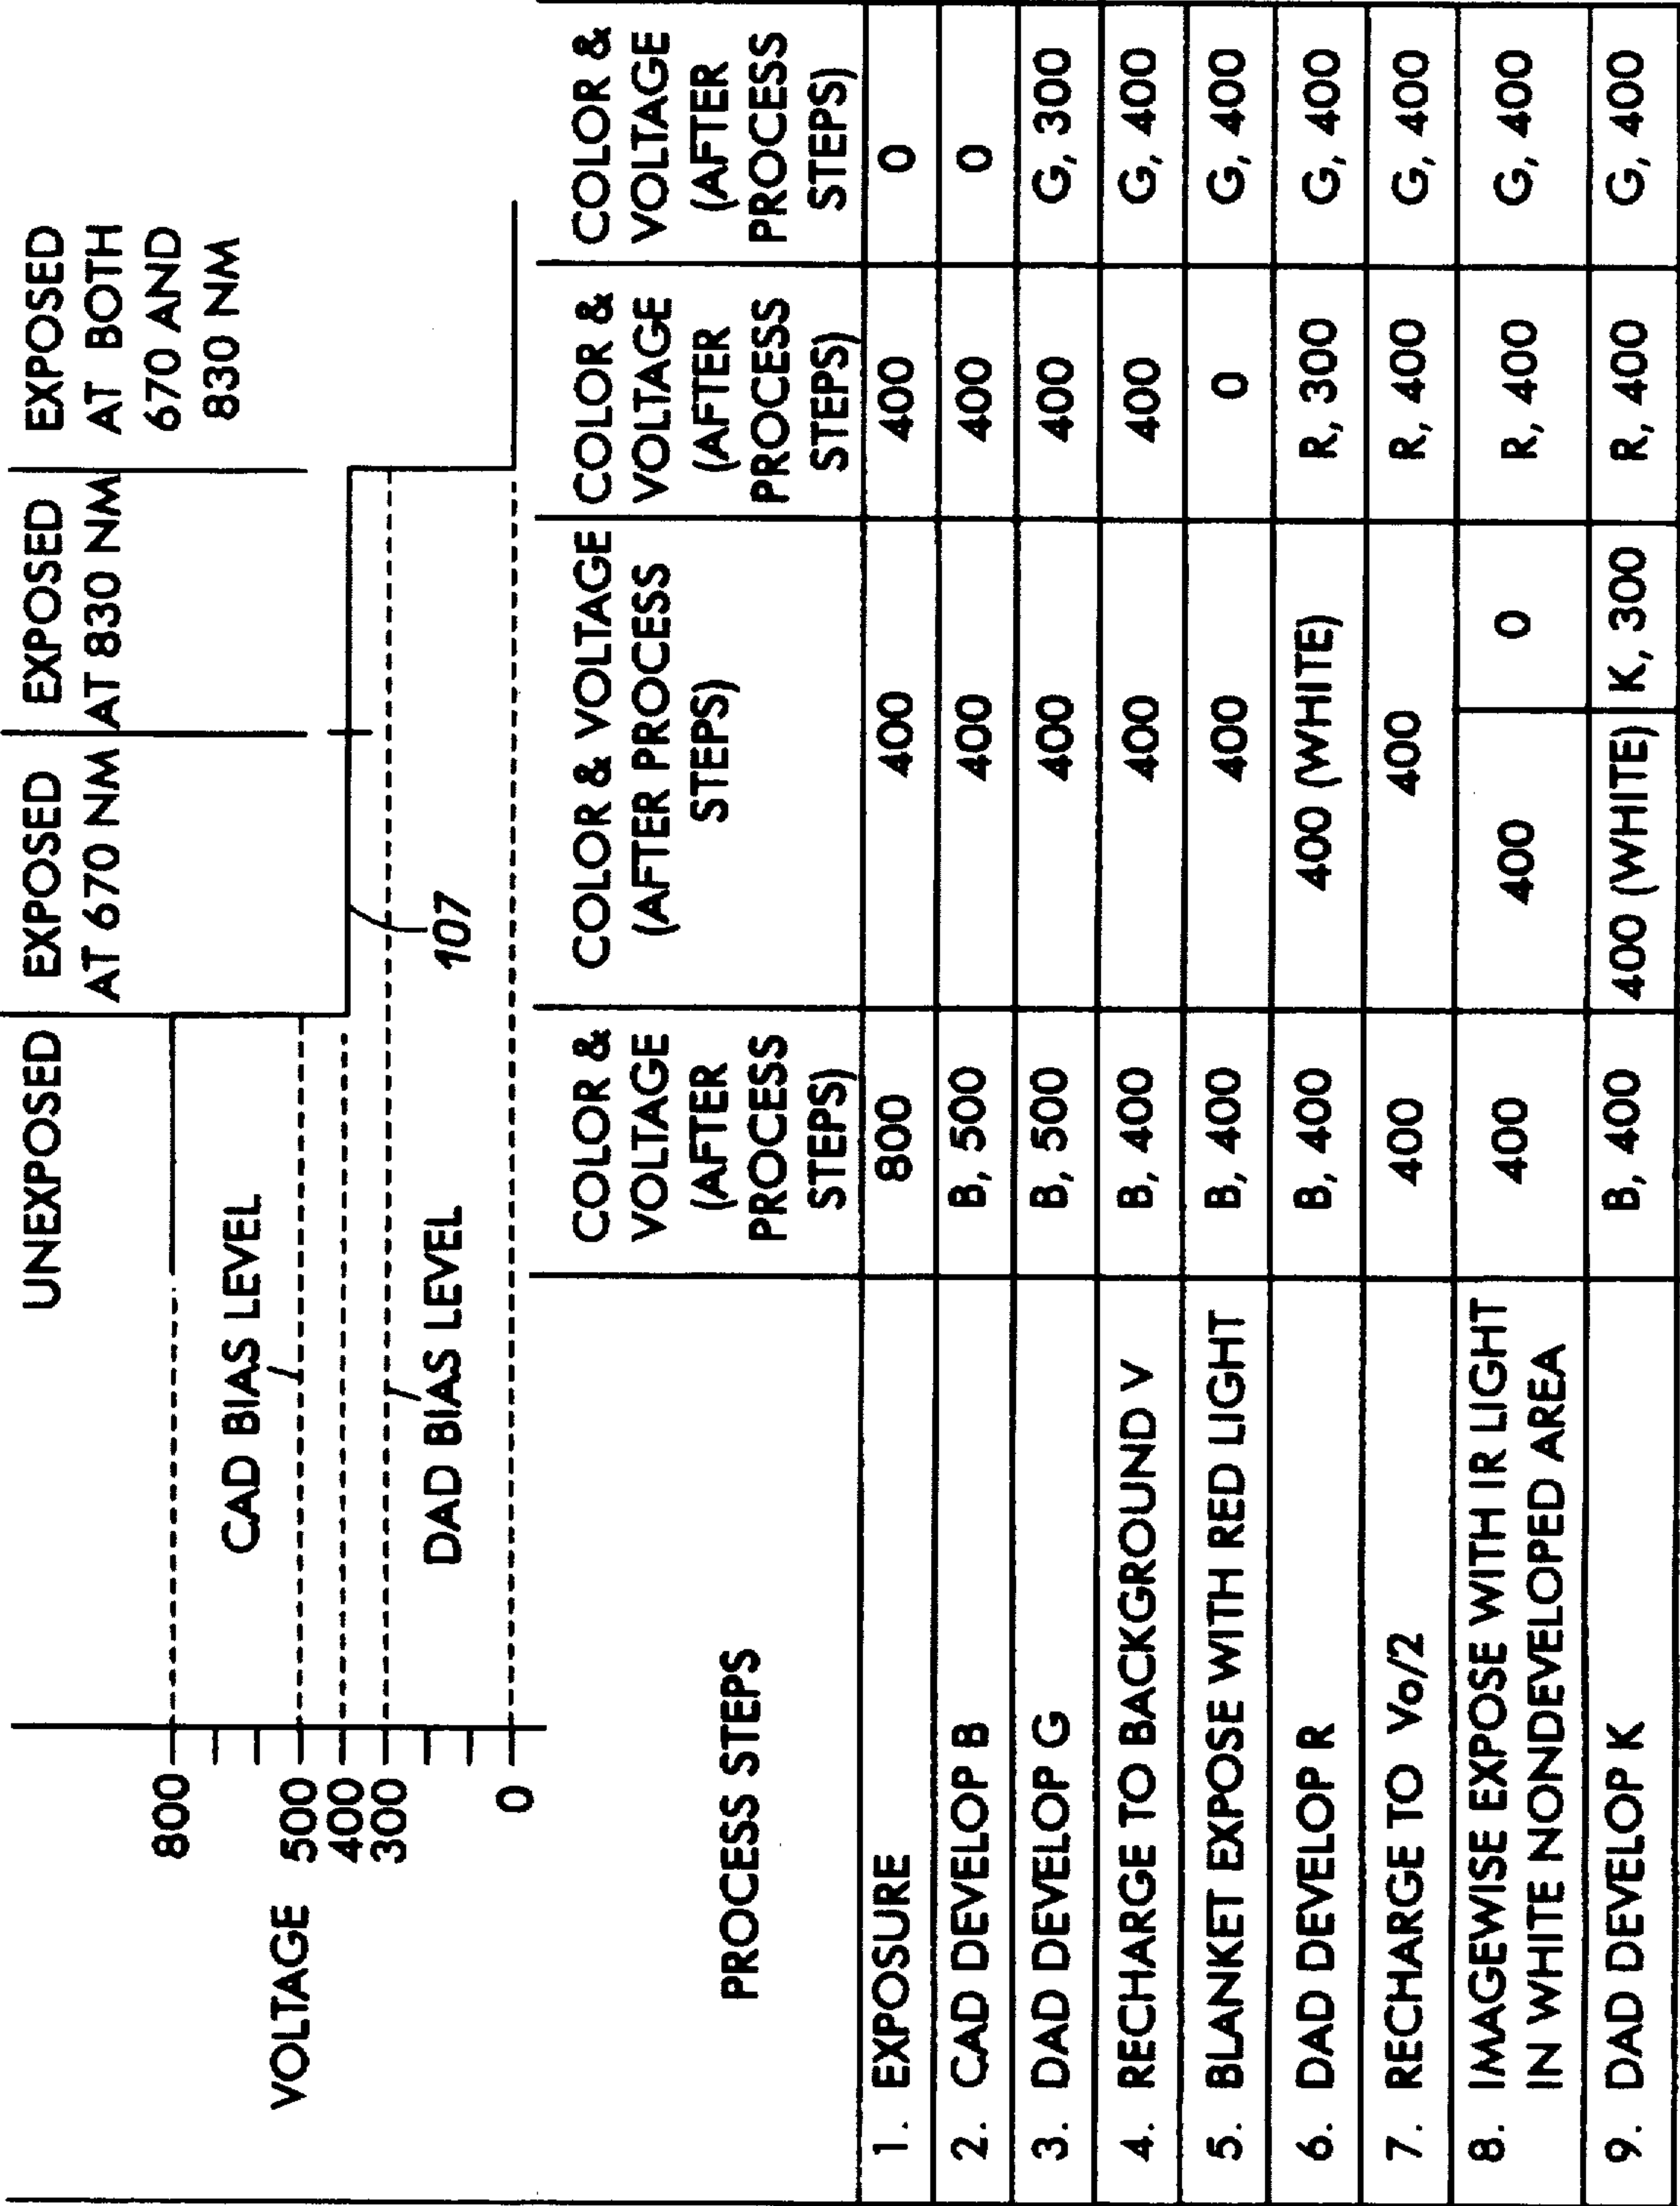 UNEXPOSED
EXPOSED
AT 670 NM
EXPOSED
AT 830 NM
EXPOSED
AT BOTH
670 AND
830 NM
VOLTAGE
800
500
400
300
0
CAD BIAS LEVEL
DAD BIAS LEVEL
107
PROCESS STEPS
COLOR &
VOLTAGE
(AFTER
PROCESS
STEPS)
COLOR & VOLTAGE
(AFTER PROCESS
STEPS)
COLOR &
VOLTAGE
(AFTER
PROCESS
STEPS)
COLOR &
VOLTAGE
(AFTER
PROCESS
STEPS)
1. EXPOSURE 800 400 400 0
2. CAD DEVELOP B B, 500 400 400 0
3. DAD DEVELOP G B, 500 400 400 G, 300
4. RECHARGE TO BACKGROUND V B, 400 400 400 G, 400
5. BLANKET EXPOSE WITH RED LIGHT B, 400 400 0 G, 400
6. DAD DEVELOP R B, 400 400 (WHITE) R, 300 G, 400
7. RECHARGE TO Vo/2 400 400 R, 400 G, 400
8. IMAGEWISE EXPOSE WITH IR LIGHT
IN WHITE NONDEVELOPED AREA 400 400 0 R, 400 G, 400
9. DAD DEVELOP K B, 400 400 (WHITE) K, 300 R, 400 G, 400